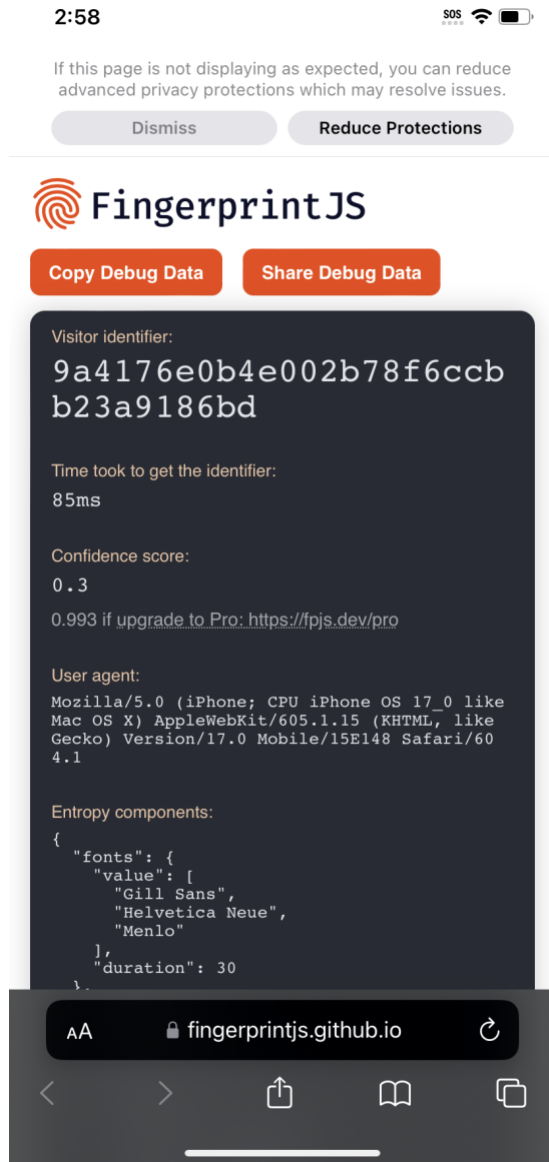 2:58
SOS
If this page is not displaying as expected, you can reduce
advanced privacy protections which may resolve issues.
Dismiss
Reduce Protections
FingerprintJS
Copy Debug Data
Share Debug Data
Visitor identifier:
9a4176e0b4e002b78f6ccb
b23a9186bd
Time took to get the identifier:
85ms
Confidence score:
0.3
0.993 if upgrade to Pro: https://fpjs.dev/pro
User agent:
Mozilla/5.0 (iPhone; CPU iPhone OS 17_0 like
Mac OS X) AppleWebKit/605.1.15 (KHTML, like
Gecko) Version/17.0 Mobile/15E148 Safari/60
4.1
Entropy components:
{
"fonts": {
"value": [
"Gill Sans",
"Helvetica Neue",
"Menlo"
],
"duration": 30
},
AA
fingerprintjs.github.io